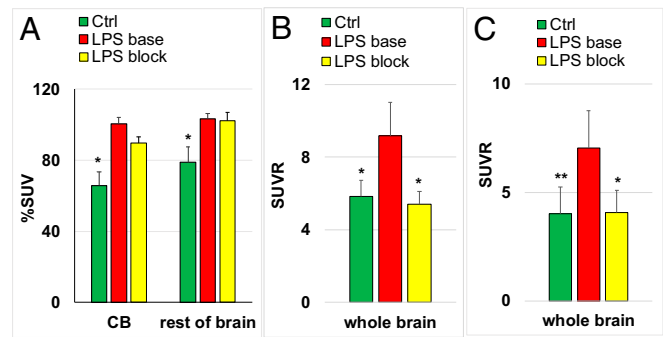 A
Ctrl
LPS base
LPS block
%SUV
120
80
40
0
*
*
CB
rest of brain
B
Ctrl
LPS base
LPS block
SUVR
12
8
4
0
*
*
whole brain
C
Ctrl
LPS base
LPS block
SUVR
10
5
0
**
*
whole brain